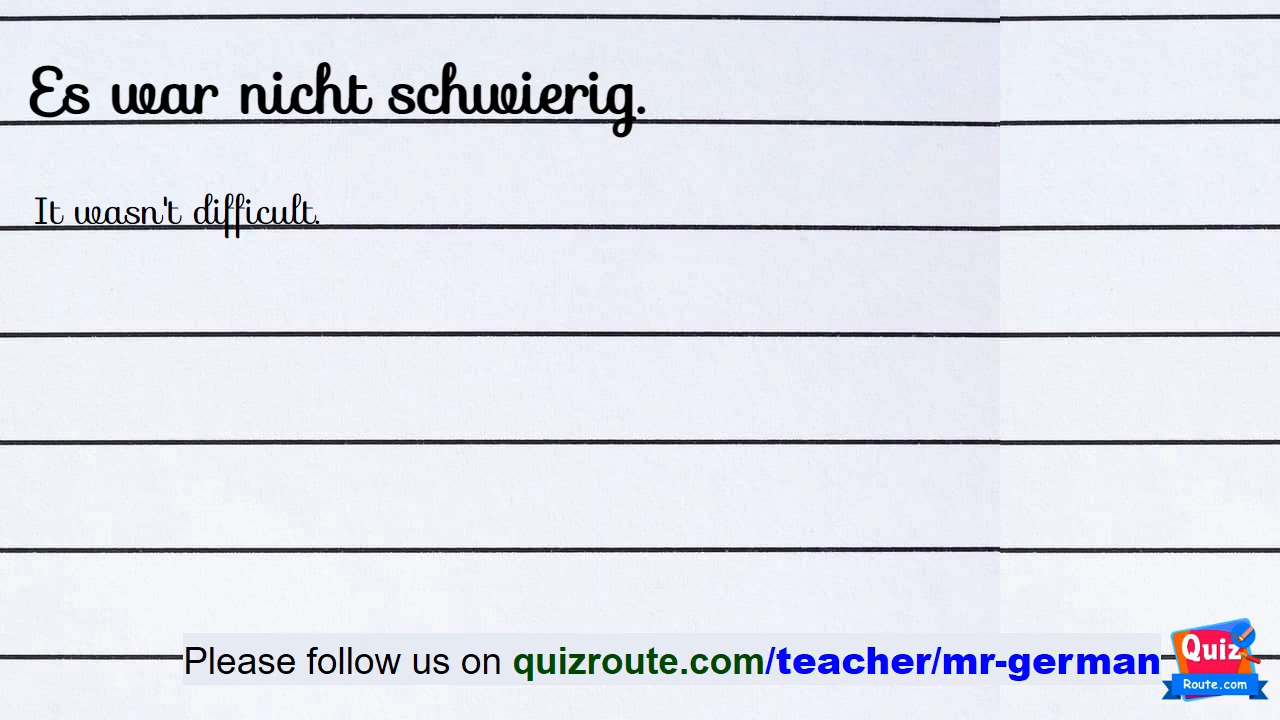 Es war nicht schwierig.
It wasn't difficult.
Please follow us on quizroute.com/teacher/mr-german
Quiz
Route.com